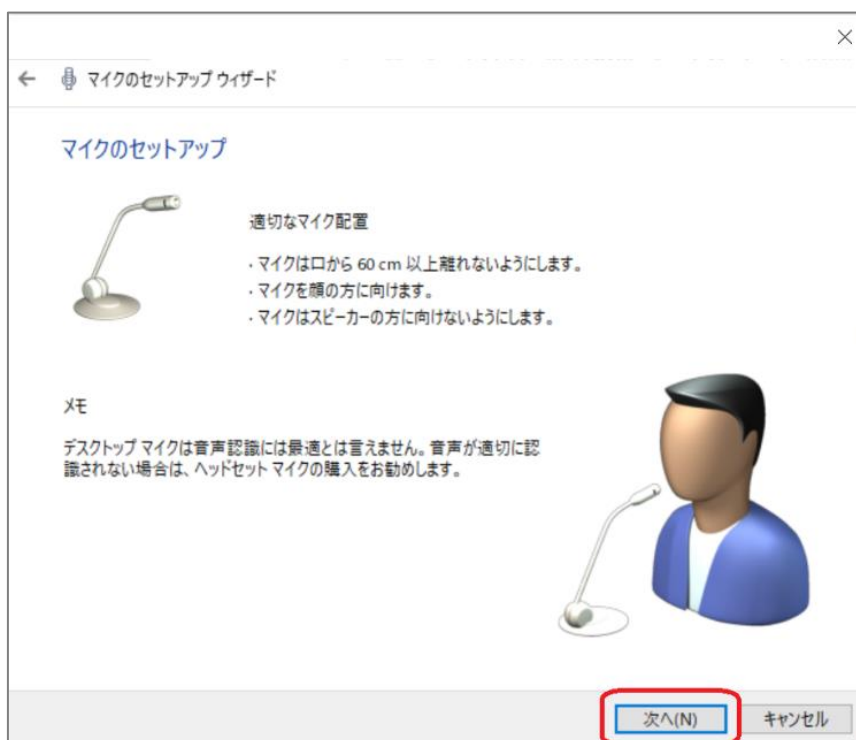 マイクのセットアップ ウィザード
マイクのセットアップ
適切なマイク配置
・マイクは口から 60 cm 以上離れないようにします。
・マイクを顔の方に向けます。
・マイクはスピーカーの方に向けないようにします。
メモ
デスクトップ マイクは音声認識には最適とは言えません。音声が適切に認
識されない場合は、ヘッドセット マイクの購入をお勧めします。
次へ(N)
キャンセル